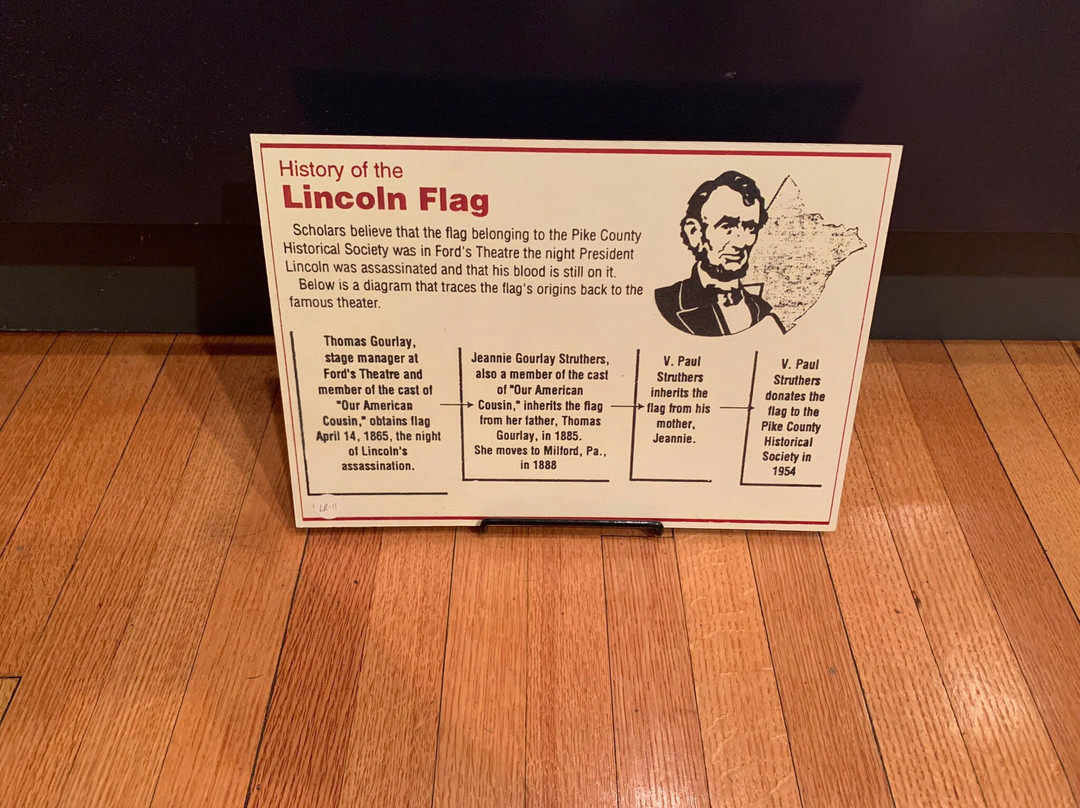 History of the
Lincoln Flag
Scholars believe that the flag belonging to the Pike County
Historical Society was in Ford's Theatre the night President
Lincoln was assassinated and that his blood is still on it.
Below is a diagram that traces the flag's origins back to the
famous theater.
Thomas Gourlay,
stage manager at
Ford's Theatre and
member of the cast of
"Our American
Cousin," obtains flag
April 14, 1865, the night
of Lincoln's
assassination.
Jeannie Gourlay Struthers,
also a member of the cast
of "Our American
Cousin," inherits the flag
from her father, Thomas
Gourlay, in 1885.
She moves to Milford, Pa.,
in 1888
V. Paul
Struthers
inherits the
flag from his
mother,
Jeannie.
V. Paul
Struthers
donates the
flag to the
Pike County
Historical
Society in
1954
LR-11